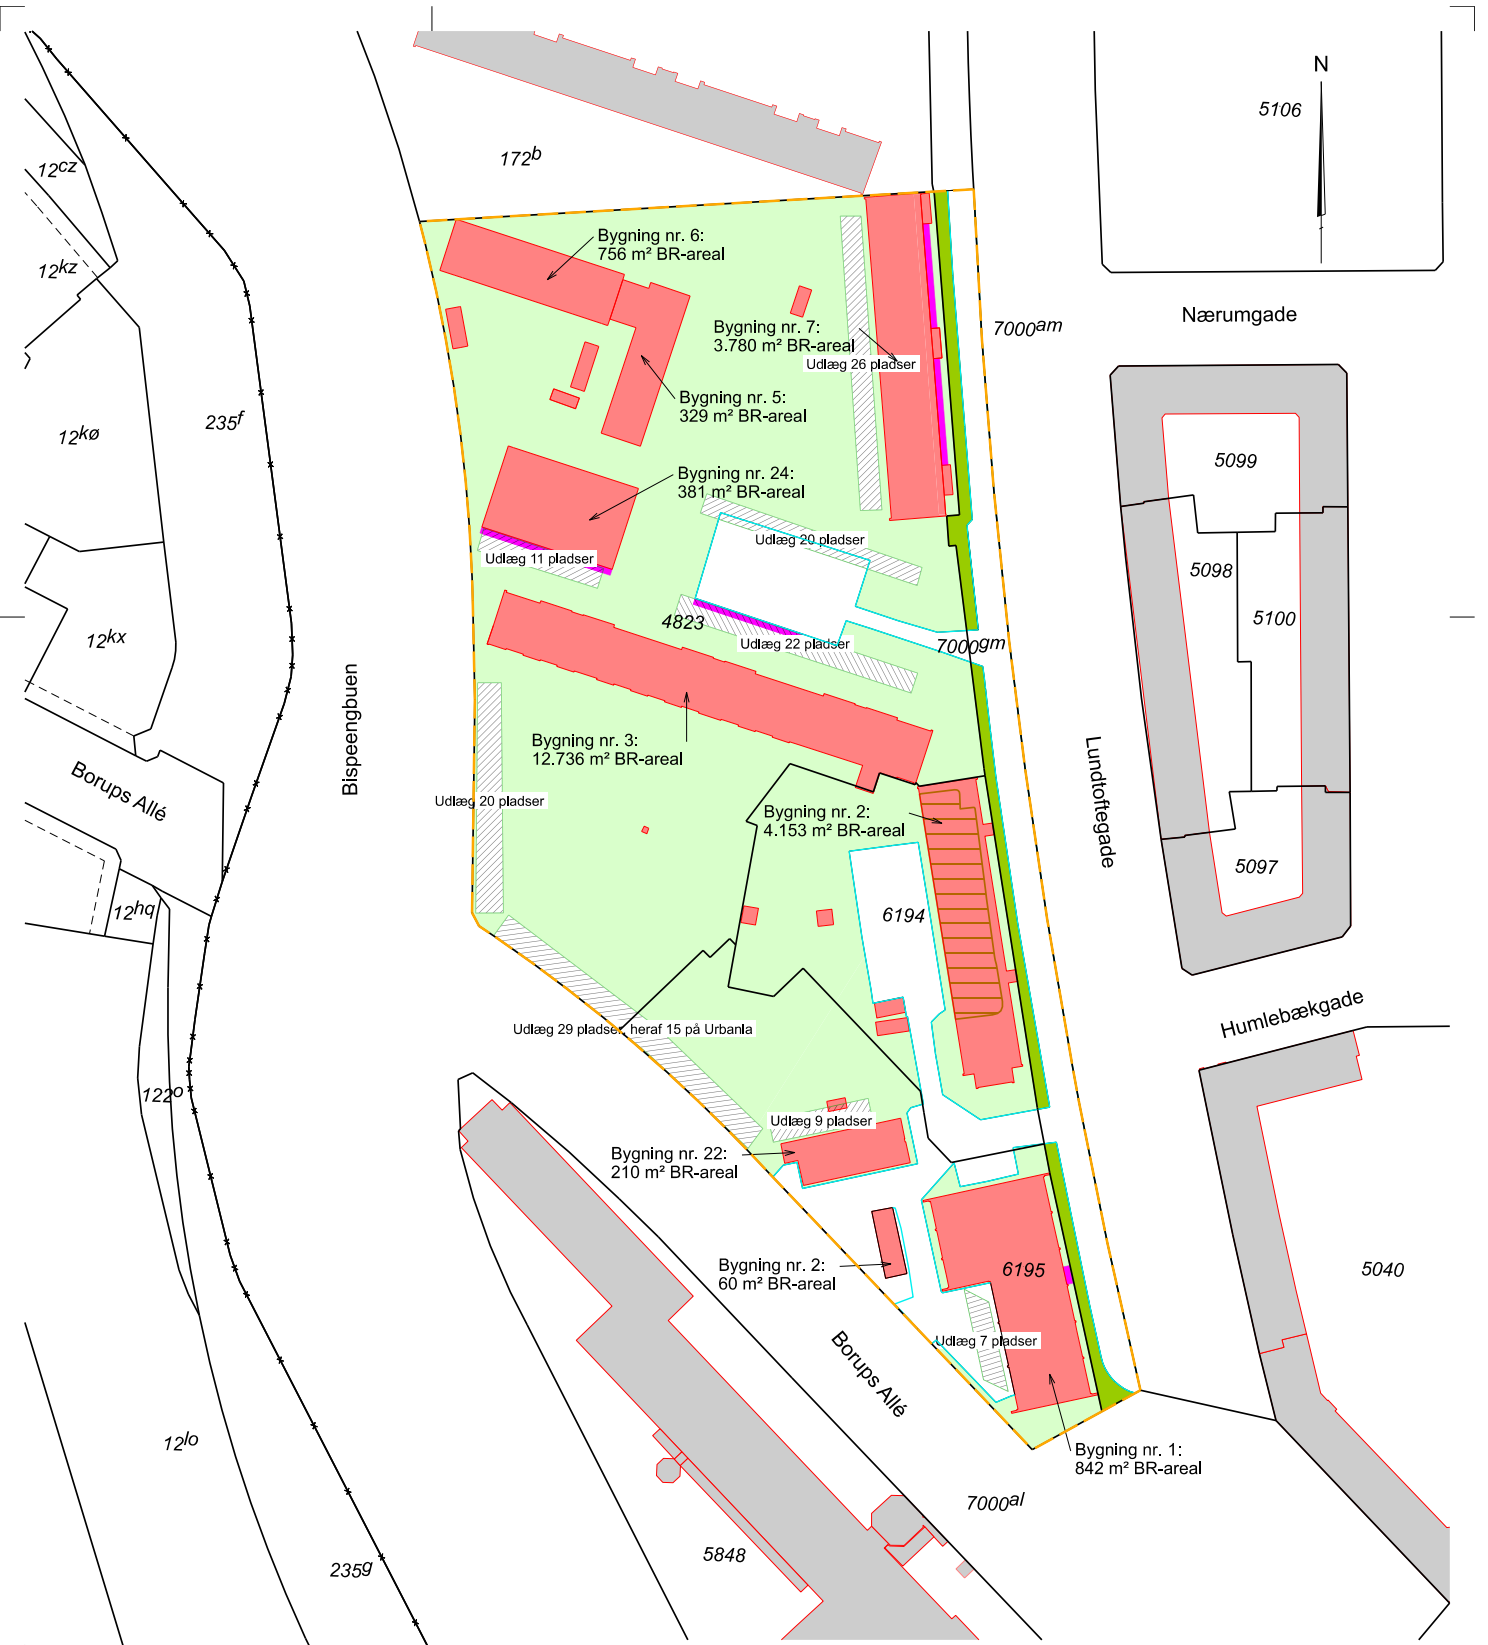 N
5106
172b
12cz
12kz
Bygning nr. 6:
756 m² BR-areal
Nærumgade
7000am
Bygning nr. 7:
3.780 m² BR-areal
Udlæg 26 pladser
Bygning nr. 5:
329 m² BR-areal
235f
12kø
5099
Bygning nr. 24:
381 m² BR-areal
Udlæg 20 pladser
Udlæg 11 pladser
5098
5100
4823
12kx
Udlæg 22 pladser
7000gm
Bispeengbuen
Bygning nr. 3:
12.736 m² BR-areal
Lundtoftegade
Borups Allé
Udlæg 20 pladser
Bygning nr. 2:
4.153 m² BR-areal
5097
12hq
6194
Humlebækgade
Udlæg 29 pladser, heraf 15 på Urbania
122o
Udlæg 9 pladser
Bygning nr. 22:
210 m² BR-areal
Bygning nr. 2:
60 m² BR-areal
6195
5040
Udlæg 7 pladser
Borups Allé
12lo
Bygning nr. 1:
842 m² BR-areal
7000al
5848
235g